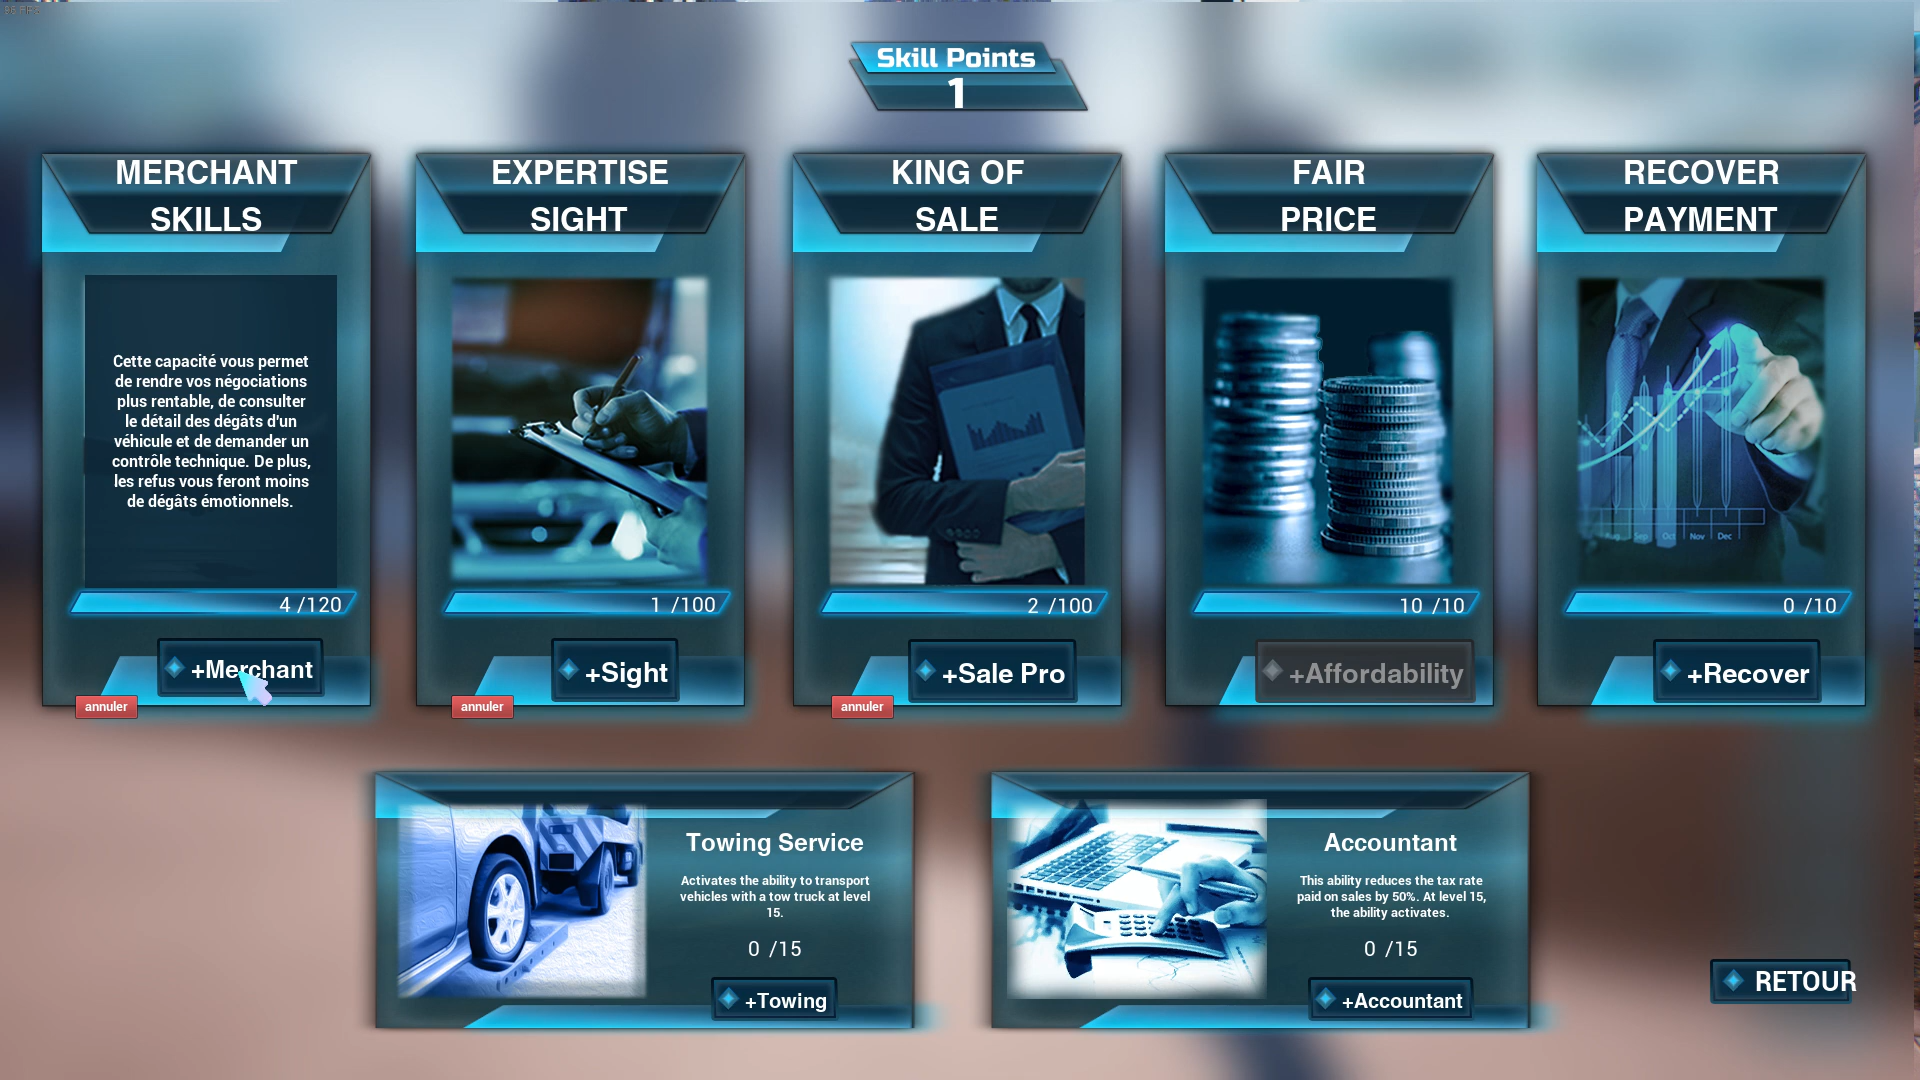 Skill Points
1
MERCHANT
SKILLS
Cette capacité vous permet
de rendre vos négociations
plus rentable, de consulter
le détail des dégâts d'un
véhicule et de demander un
contrôle technique. De plus,
les refus vous feront moins
de dégâts émotionnels.
4 /120
+Merchant
annuler
EXPERTISE
SIGHT
1 /100
+Sight
annuler
KING OF
SALE
2 /100
+Sale Pro
annuler
FAIR
PRICE
10 /10
+Affordability
RECOVER
PAYMENT
Sep Oct Nov Dec
0 /10
+Recover
Towing Service
Activates the ability to transport
vehicles with a tow truck at level
15.
0 /15
+Towing
Accountant
This ability reduces the tax rate
paid on sales by 50%. At level 15,
the ability activates.
0 /15
+Accountant
RETOUR